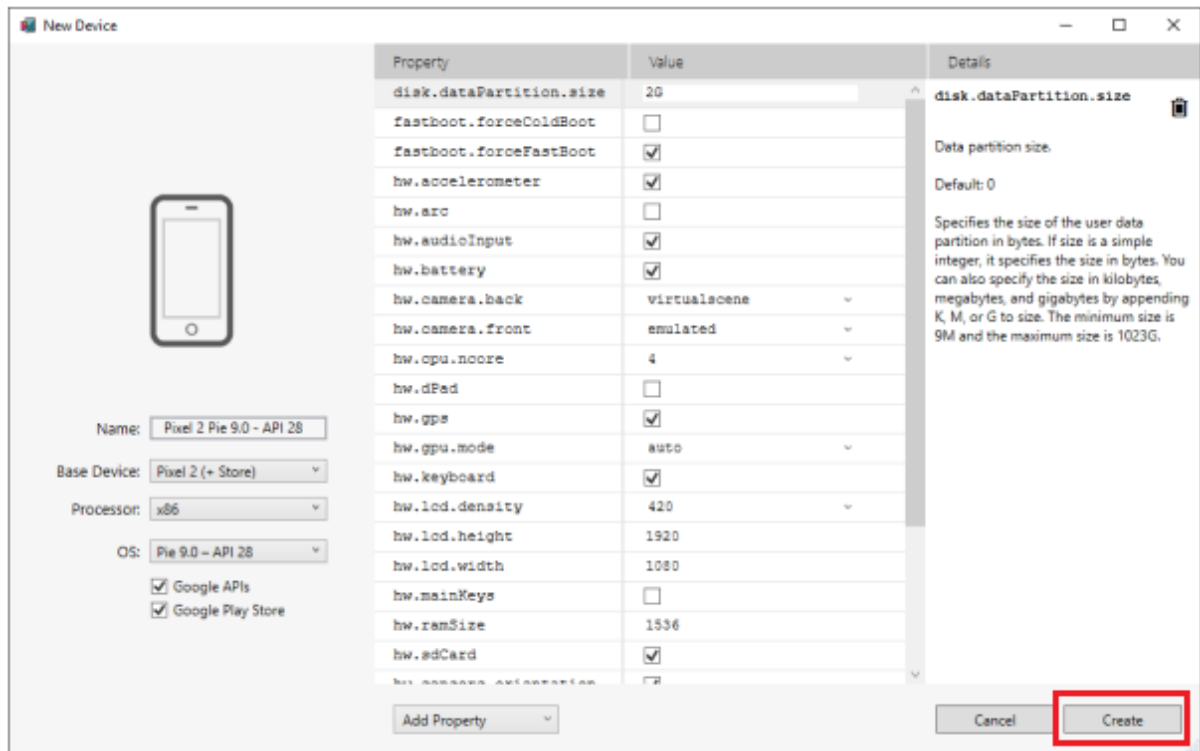 New Device
Property Value Details
disk.dataPartition.size 2G
fastboot.forceColdBoot
fastboot.forceFastBoot
hw.accelerometer
hw.arc
hw.audioInput
hw.battery
hw.camera.back virtualscene
hw.camera.front emulated
hw.cpu.ncore 4
hw.dPad
hw.gps
hw.gpu.mode auto
hw.keyboard
hw.lcd.density 420
hw.lcd.height 1920
hw.lcd.width 1080
hw.mainKeys
hw.ramSize 1536
hw.sdCard
hw.sensors.orientation
Name: Pixel 2 Pie 9.0 - API 28
Base Device: Pixel 2 (+ Store)
Processor: x86
OS: Pie 9.0 – API 28
Google APIs
Google Play Store
disk.dataPartition.size
Data partition size.
Default: 0
Specifies the size of the user data
partition in bytes. If size is a simple
integer, it specifies the size in bytes. You
can also specify the size in kilobytes,
megabytes, and gigabytes by appending
K, M, or G to size. The minimum size is
9M and the maximum size is 1023G.
Add Property
Cancel
Create